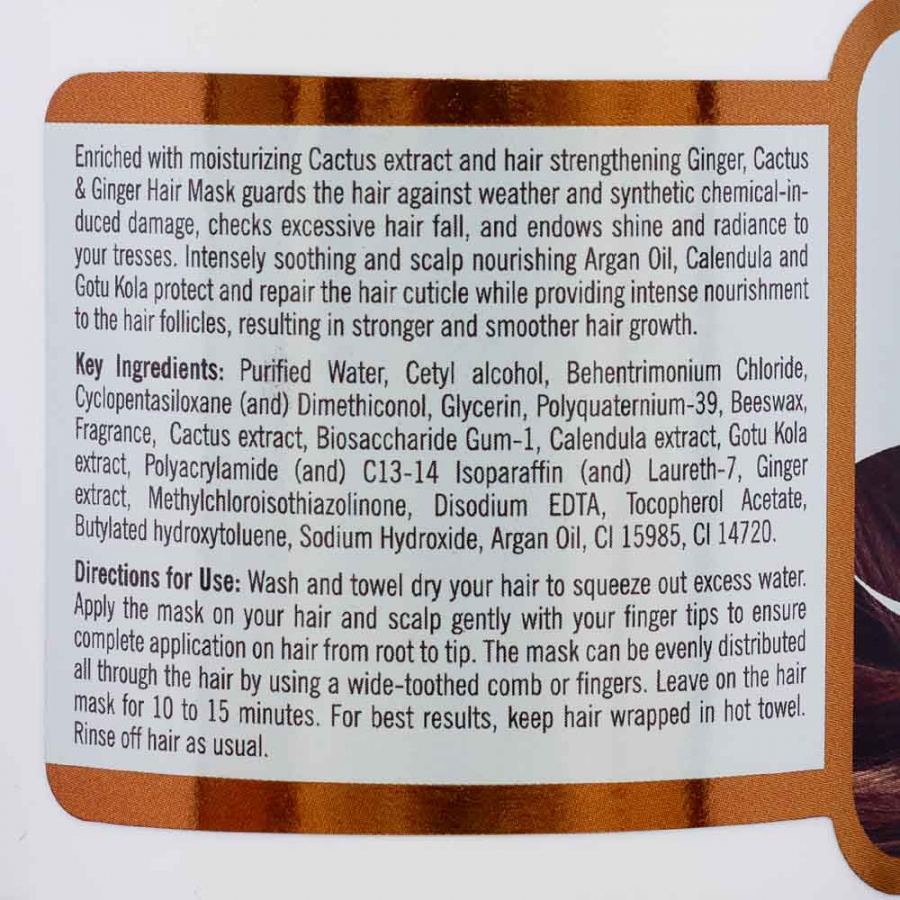 Enriched with moisturizing Cactus extract and hair strengthening Ginger, Cactus
& Ginger Hair Mask guards the hair against weather and synthetic chemical-in-
duced damage, checks excessive hair fall, and endows shine and radiance to
your tresses. Intensely soothing and scalp nourishing Argan Oil, Calendula and
Gotu Kola protect and repair the hair cuticle while providing intense nourishment
to the hair follicles, resulting in stronger and smoother hair growth.
Key Ingredients: Purified Water, Cetyl alcohol, Behentrimonium Chloride,
Cyclopentasiloxane (and) Dimethiconol, Glycerin, Polyquaternium-39, Beeswax,
Fragrance, Cactus extract, Biosaccharide Gum-1, Calendula extract, Gotu Kola
extract, Polyacrylamide (and) C13-14 Isoparaffin (and) Laureth-7, Ginger
extract, Methylchloroisothiazolinone, Disodium EDTA, Tocopherol Acetate,
Butylated hydroxytoluene, Sodium Hydroxide, Argan Oil, CI 15985, CI 14720.
Directions for Use: Wash and towel dry your hair to squeeze out excess water.
Apply the mask on your hair and scalp gently with your finger tips to ensure
complete application on hair from root to tip. The mask can be evenly distributed
all through the hair by using a wide-toothed comb or fingers. Leave on the hair
mask for 10 to 15 minutes. For best results, keep hair wrapped in hot towel.
Rinse off hair as usual.